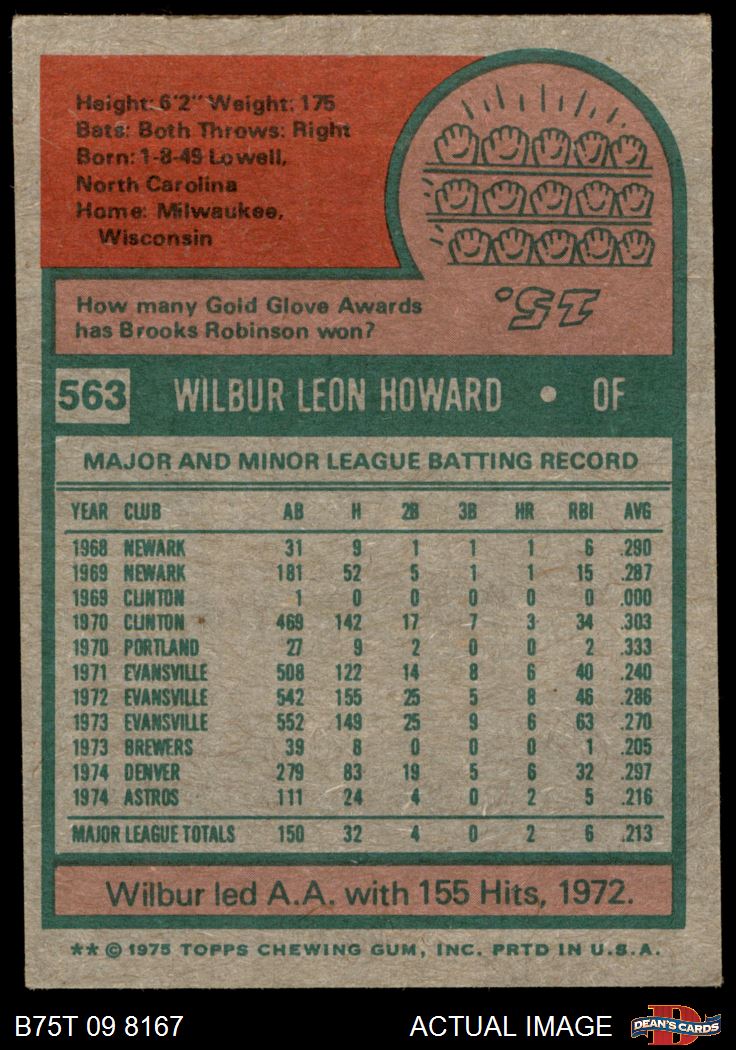 Height: 6'2" Weight: 175
Bats: Both Throws: Right
Born: 1-8-49 Lowell,
North Carolina
Home: Milwaukee,
Wisconsin
How many Gold Glove Awards
has Brooks Robinson won?
15.
563 WILBUR LEON HOWARD • OF
MAJOR AND MINOR LEAGUE BATTING RECORD
YEAR CLUB AB H 2B 3B HR RBI AVG
1968 NEWARK 31 9 1 1 1 6 .290
1969 NEWARK 181 52 5 1 1 15 .287
1969 CLINTON 1 0 0 0 0 0 .000
1970 CLINTON 469 142 17 7 3 34 .303
1970 PORTLAND 27 9 2 0 0 2 .333
1971 EVANSVILLE 508 122 14 8 6 40 .240
1972 EVANSVILLE 542 155 25 5 8 46 .286
1973 EVANSVILLE 552 149 25 9 6 63 .270
1973 BREWERS 39 8 0 0 0 1 .205
1974 DENVER 279 83 19 5 6 32 .297
1974 ASTROS 111 24 4 0 2 5 .216
MAJOR LEAGUE TOTALS 150 32 4 0 2 6 .213
Wilbur led A.A. with 155 Hits, 1972.
** © 1975 TOPPS CHEWING GUM, INC. PRTD IN U.S.A.
B75T 09 8167 ACTUAL IMAGE D DEAN'S CARDS